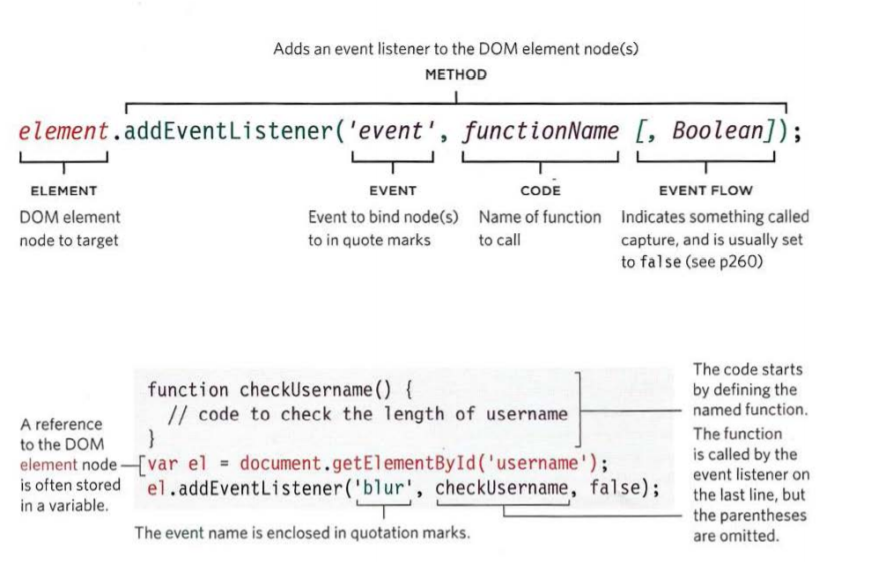 Adds an event listener to the DOM element node(s)
METHOD
element.addEventListener('event', functionName [, Boolean]);
ELEMENT
DOM element
node to target
EVENT
Event to bind node(s)
to in quote marks
CODE
Name of function
to call
EVENT FLOW
Indicates something called
capture, and is usually set
to false (see p260)
function checkUsername() {
// code to check the length of username
}
var el = document.getElementById('username');
el.addEventListener('blur', checkUsername, false);
A reference
to the DOM
element node
is often stored
in a variable.
The event name is enclosed in quotation marks.
The code starts
by defining the
named function.
The function
is called by the
event listener on
the last line, but
the parentheses
are omitted.